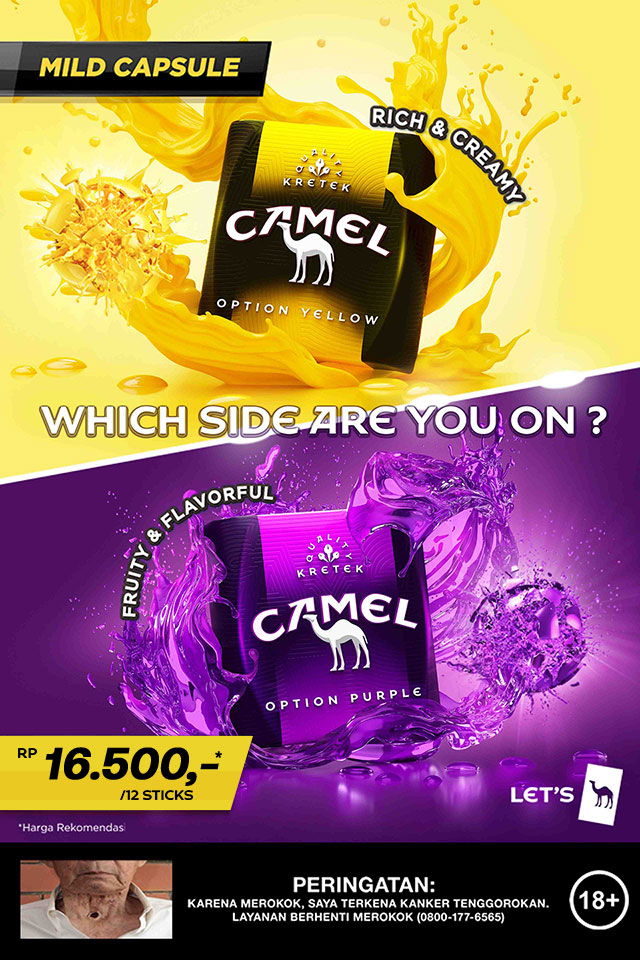 MILD CAPSULE
RICH & CREAMY
QUALITY
KRETEK
CAMEL
OPTION YELLOW
WHICH SIDE ARE YOU ON ?
FRUITY & FLAVORFUL
QUALITY
KRETEK
CAMEL
OPTION PURPLE
RP 16.500,-*
/12 STICKS
LET'S
*Harga Rekomendasi
PERINGATAN:
KARENA MEROKOK, SAYA TERKENA KANKER TENGGOROKAN.
LAYANAN BERHENTI MEROKOK (0800-177-6565)
18+